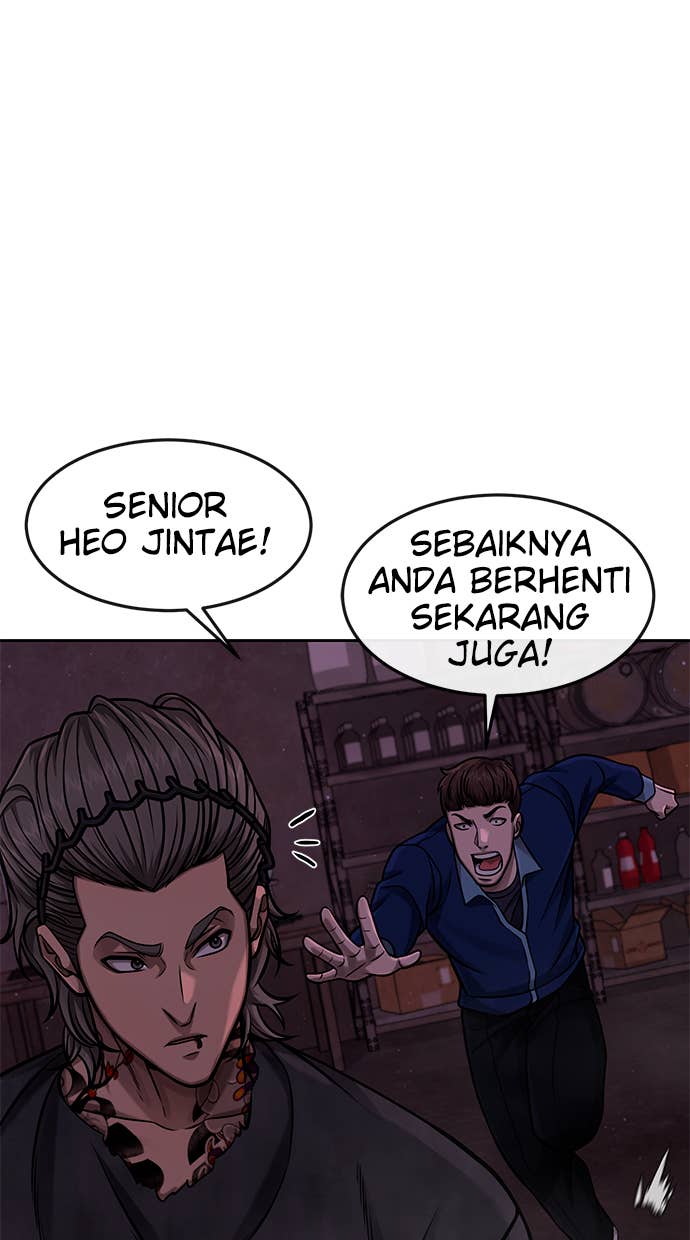 SENIOR
HEO JINTAE!
SEBAIKNYA
ANDA BERHENTI
SEKARANG
JUGA!